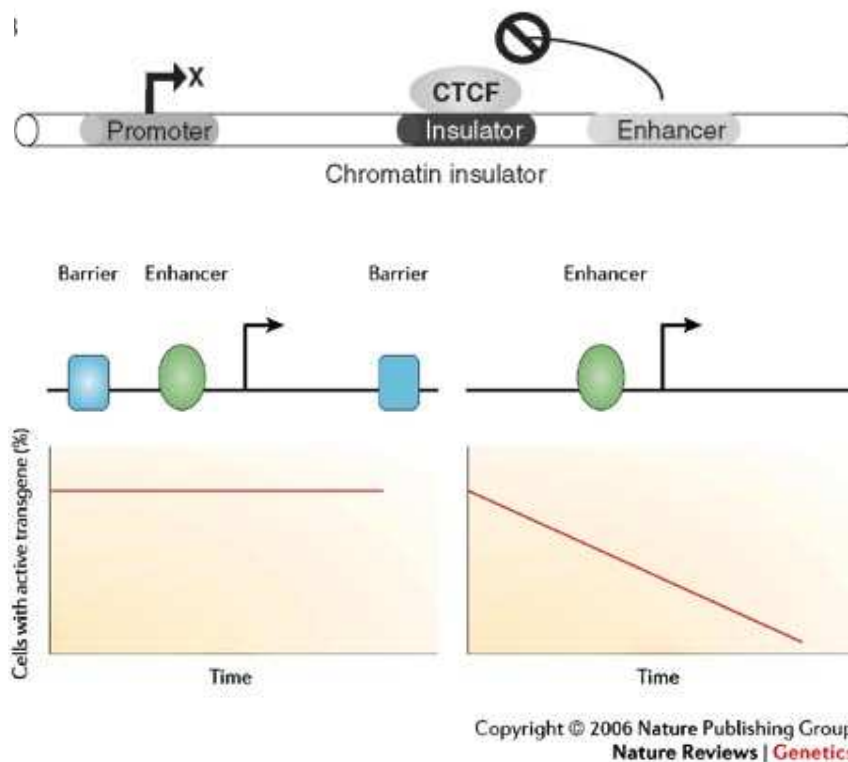 X
CTCF
Promoter Insulator Enhancer
Chromatin insulator
Barrier Enhancer Barrier Enhancer
Cells with active transgene (%)
Time Time
Copyright © 2006 Nature Publishing Group
Nature Reviews | Genetics